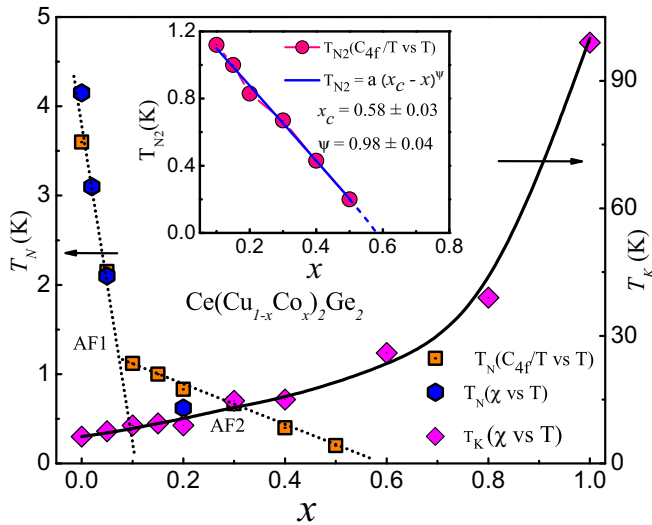 1.2
0.8
0.4
0.0
T_N2(K)
0.2 0.4 0.6 0.8
x
T_N2(C_4f/T vs T)
T_N2 = a (x_c - x)^ψ
x_c = 0.58 ± 0.03
ψ = 0.98 ± 0.04
5
4
3
2
1
0
T_N (K)
90
60
30
0
T_K (K)
Ce(Cu_1-xCo_x)_2Ge_2
AF1
AF2
T_N(C_4f/T vs T)
T_N(χ vs T)
T_K(χ vs T)
0.0 0.2 0.4 0.6 0.8 1.0
x